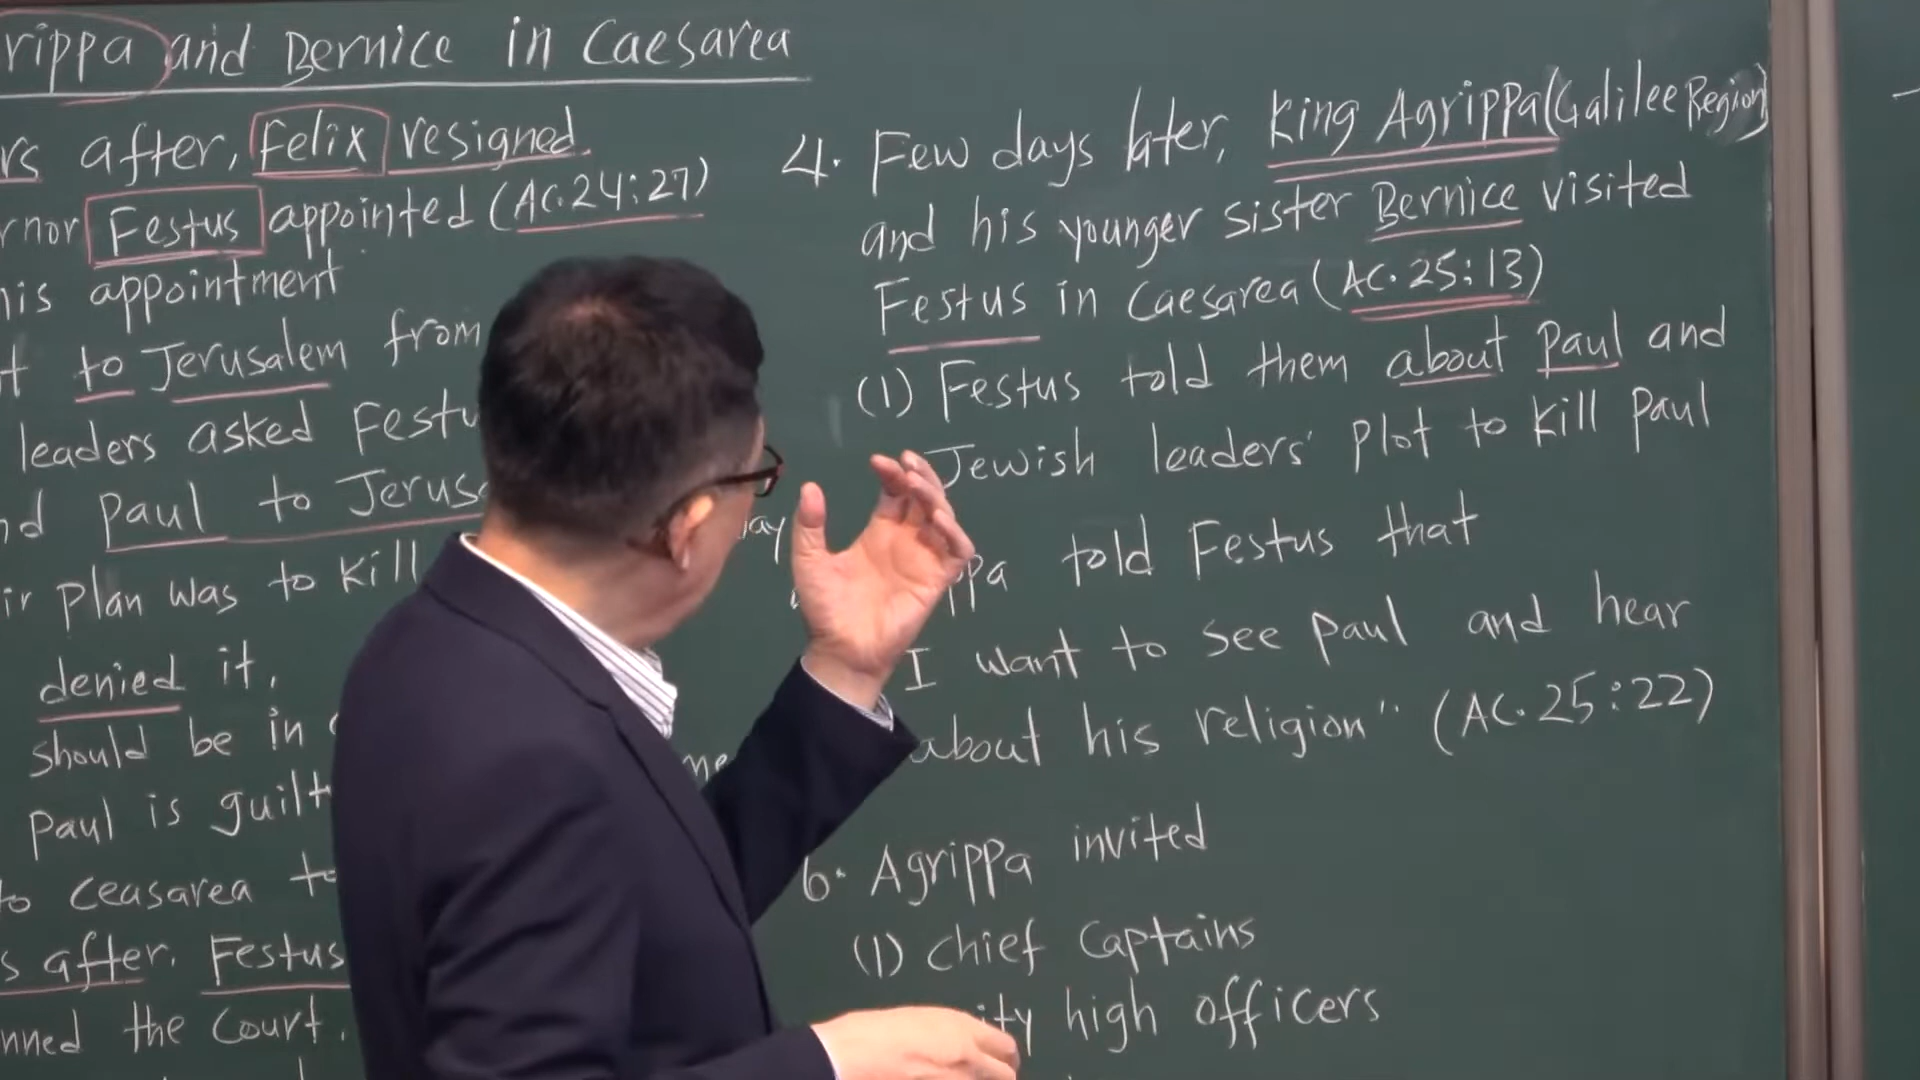 rippa and Bernice in Caesarea
rs after, Felix resigned.
rnor Festus appointed (Ac.24:27)
his appointment
t to Jerusalem from
leaders asked Festu
nd Paul to Jerus
ir plan was to kill
denied it,
should be in
Paul is guilt
to Ceasarea to
s after, Festus
nned the Court.
4. Few days later, King Agrippa (Galilee Region)
and his younger sister Bernice visited
Festus in Caesarea (AC. 25:13)
(1) Festus told them about Paul and
Jewish leaders' plot to kill Paul
ppa told Festus that
I want to see Paul and hear
about his religion" (AC. 25:22)
6. Agrippa invited
(1) Chief Captains
ity high officers